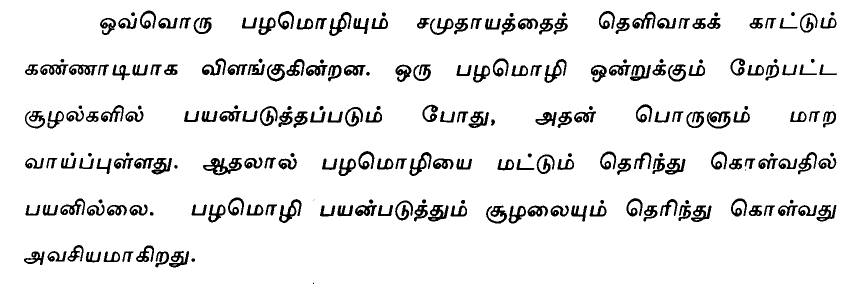 ஒவ்வொரு பழமொழியும் சமுதாயத்தைத் தெளிவாகக் காட்டும்
கண்ணாடியாக விளங்குகின்றன. ஒரு பழமொழி ஒன்றுக்கும் மேற்பட்ட
சூழல்களில் பயன்படுத்தப்படும் போது, அதன் பொருளும் மாற
வாய்ப்புள்ளது. ஆதலால் பழமொழியை மட்டும் தெரிந்து கொள்வதில்
பயனில்லை. பழமொழி பயன்படுத்தும் சூழலையும் தெரிந்து கொள்வது
அவசியமாகிறது.